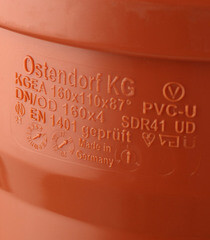 Ostendorf KG
KGEA 160x110x87° PVC-U
DN/OD 160x4 SDR41 UD
EN 1401 geprüft
Made in
Germany